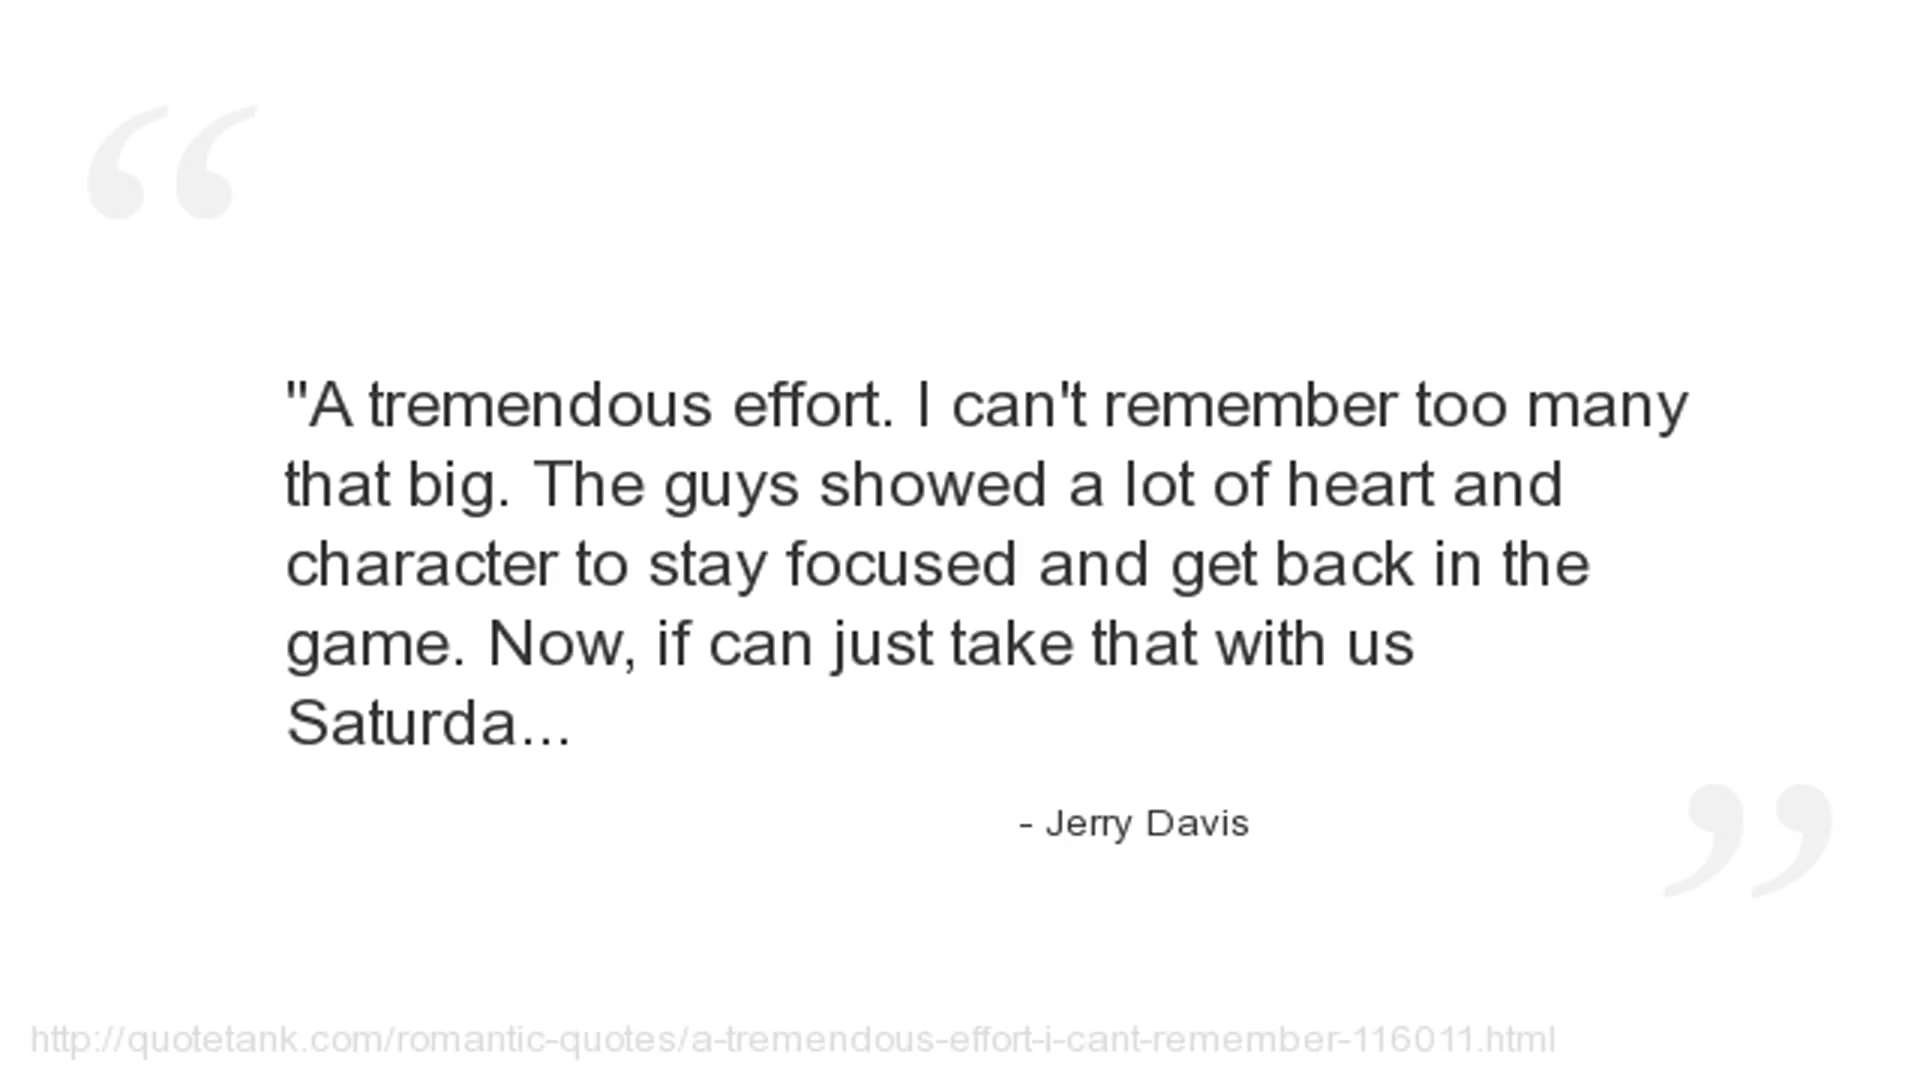 "A tremendous effort. I can't remember too many
that big. The guys showed a lot of heart and
character to stay focused and get back in the
game. Now, if can just take that with us
Saturda...
- Jerry Davis
http://quotetank.com/romantic-quotes/a-tremendous-effort-i-cant-remember-116011.html